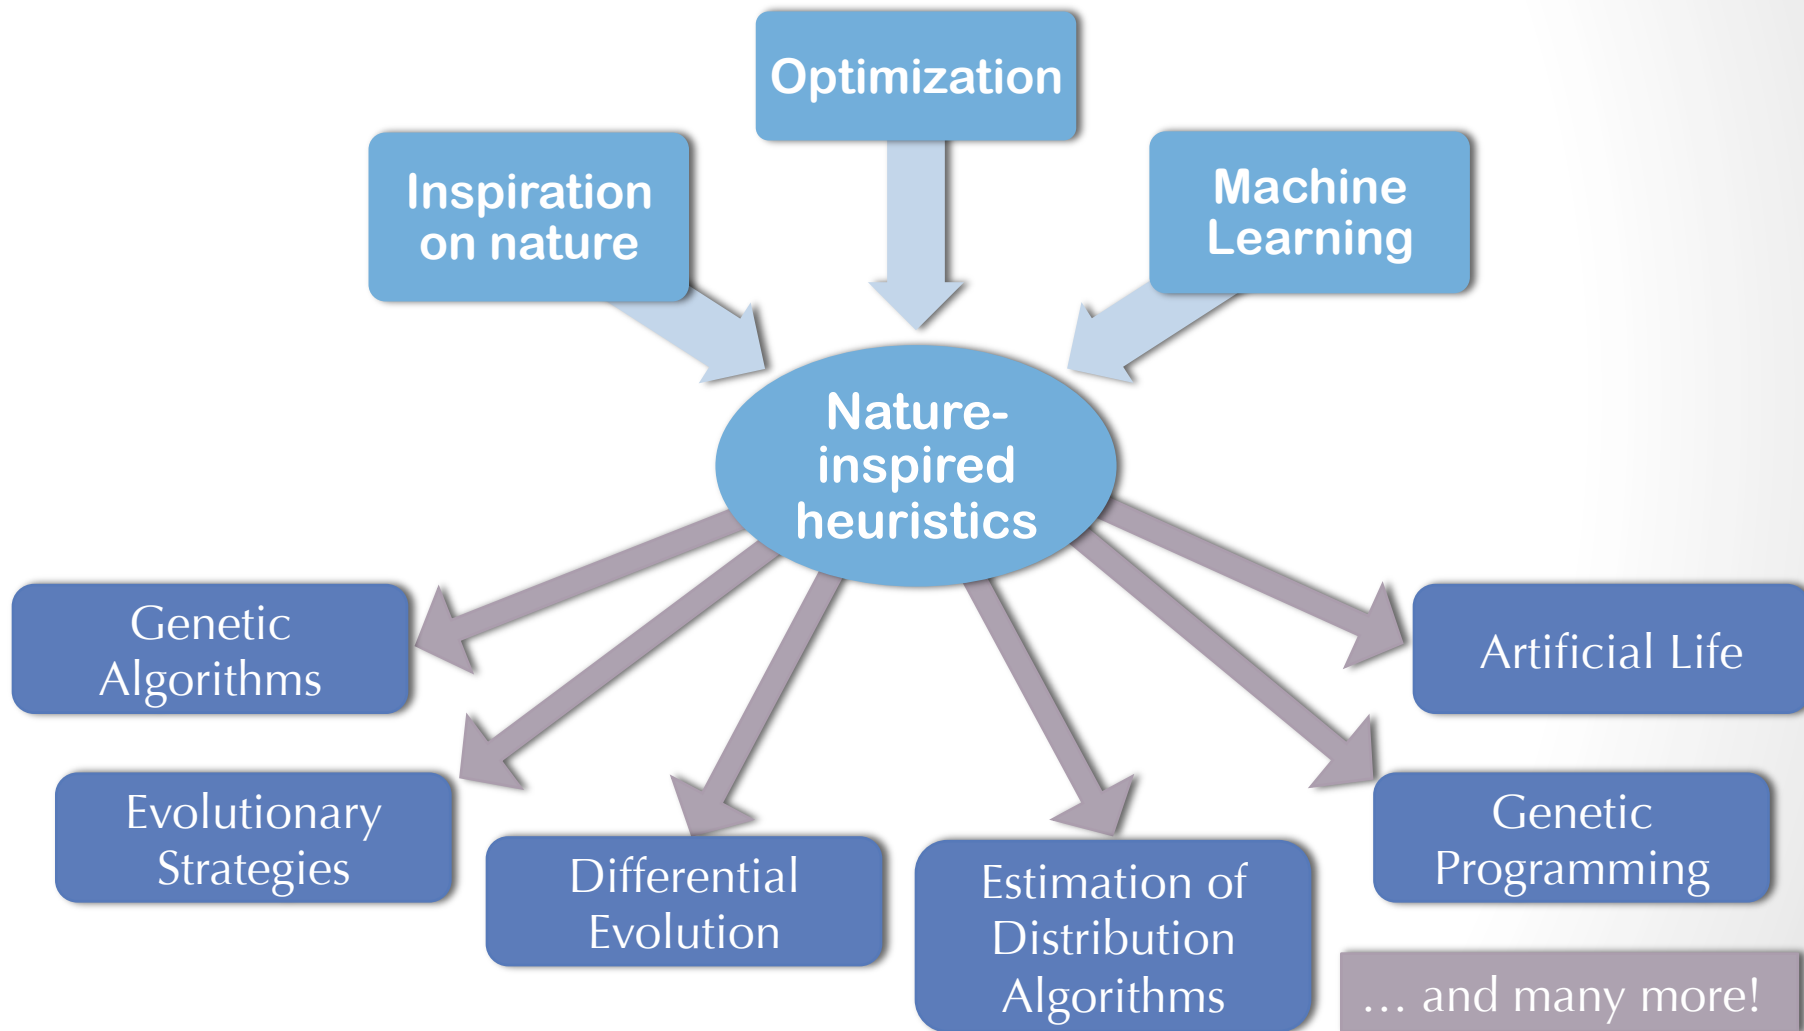 Optimization
Inspiration
on nature
Machine
Learning
Nature-
inspired
heuristics
Genetic
Algorithms
Artificial Life
Evolutionary
Strategies
Differential
Evolution
Estimation of
Distribution
Algorithms
Genetic
Programming
... and many more!